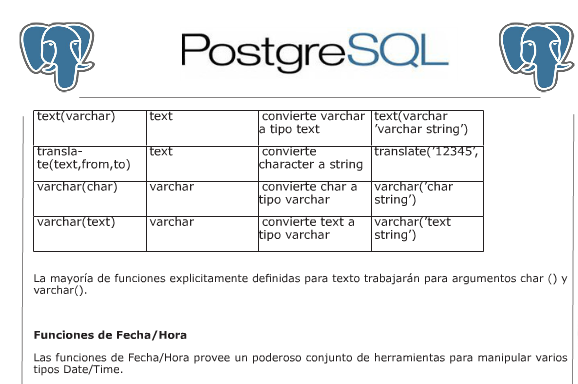 PostgreSQL
text(varchar) text convierte varchar a tipo text text(varchar 'varchar string')
transla-te(text,from,to) text convierte character a string translate('12345',
varchar(char) varchar convierte char a tipo varchar varchar('char string')
varchar(text) varchar convierte text a tipo varchar varchar('text string')
La mayoría de funciones explicitamente definidas para texto trabajarán para argumentos char () y
varchar().
Funciones de Fecha/Hora
Las funciones de Fecha/Hora provee un poderoso conjunto de herramientas para manipular varios
tipos Date/Time.